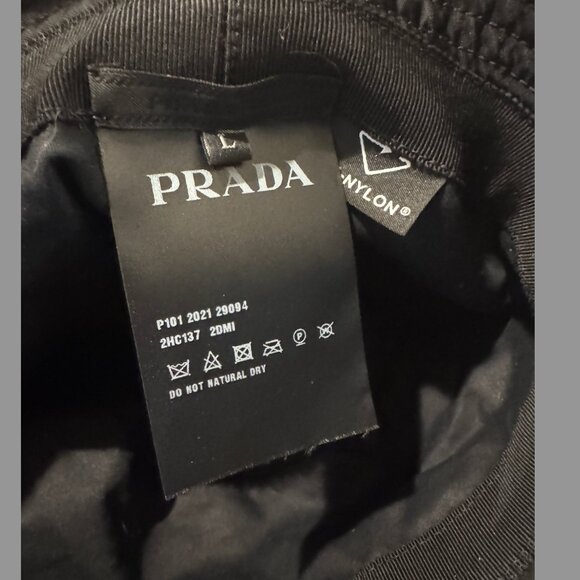 L
PRADA
-NYLON®
P101 2021 29094
2HC137 2DMI
P
DO NOT NATURAL DRY